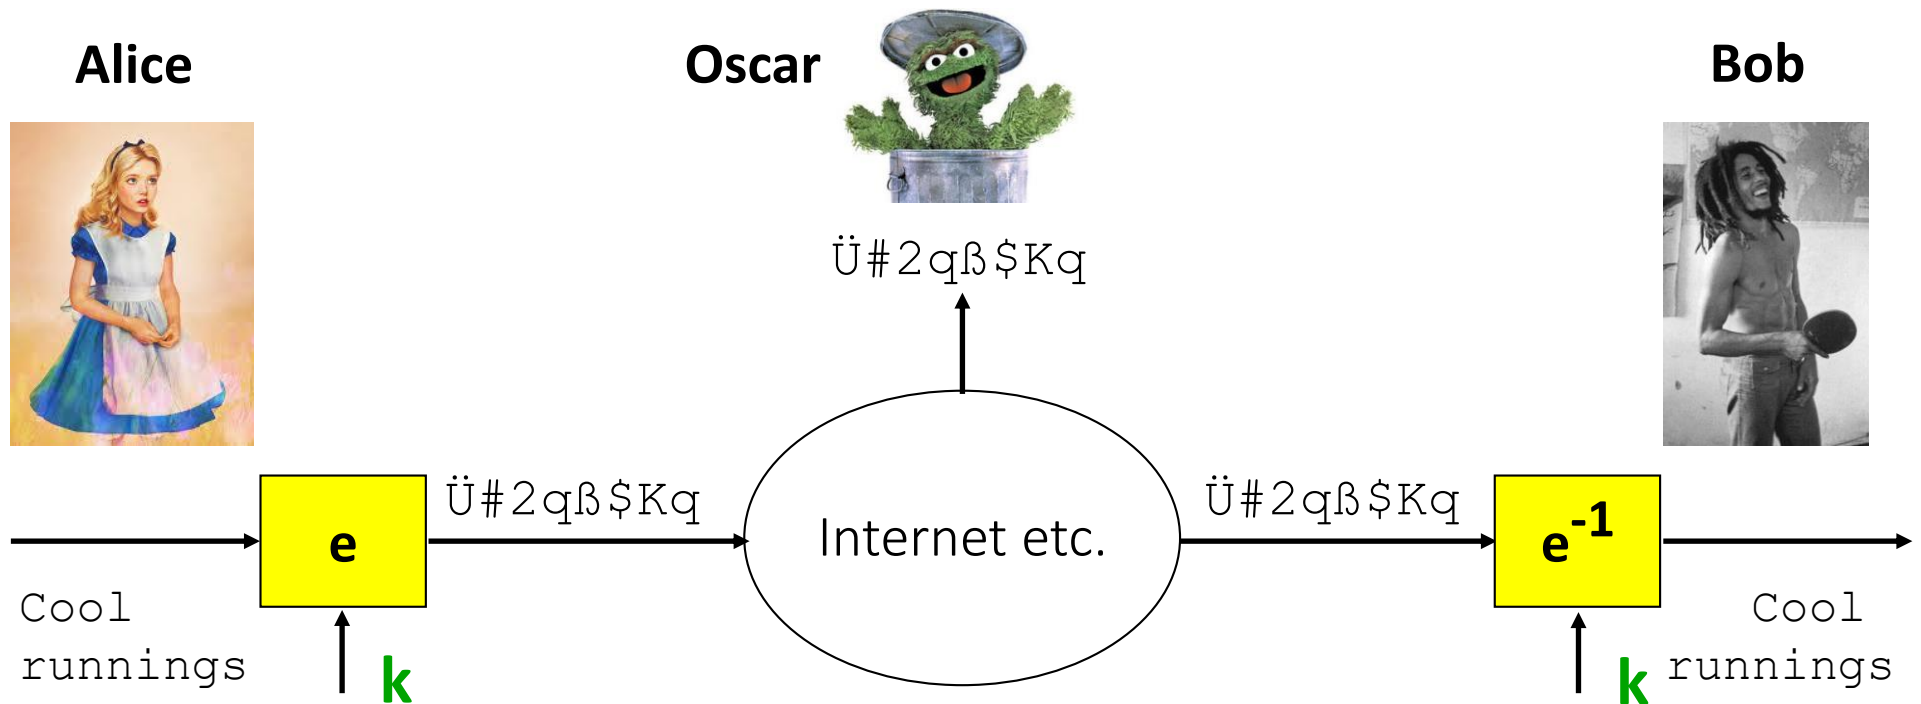 Alice
Oscar
Bob
Ü#2qß$Kq
Ü#2qß$Kq
Ü#2qß$Kq
e
Internet etc.
e-1
Cool
runnings
k
Cool
runnings
k